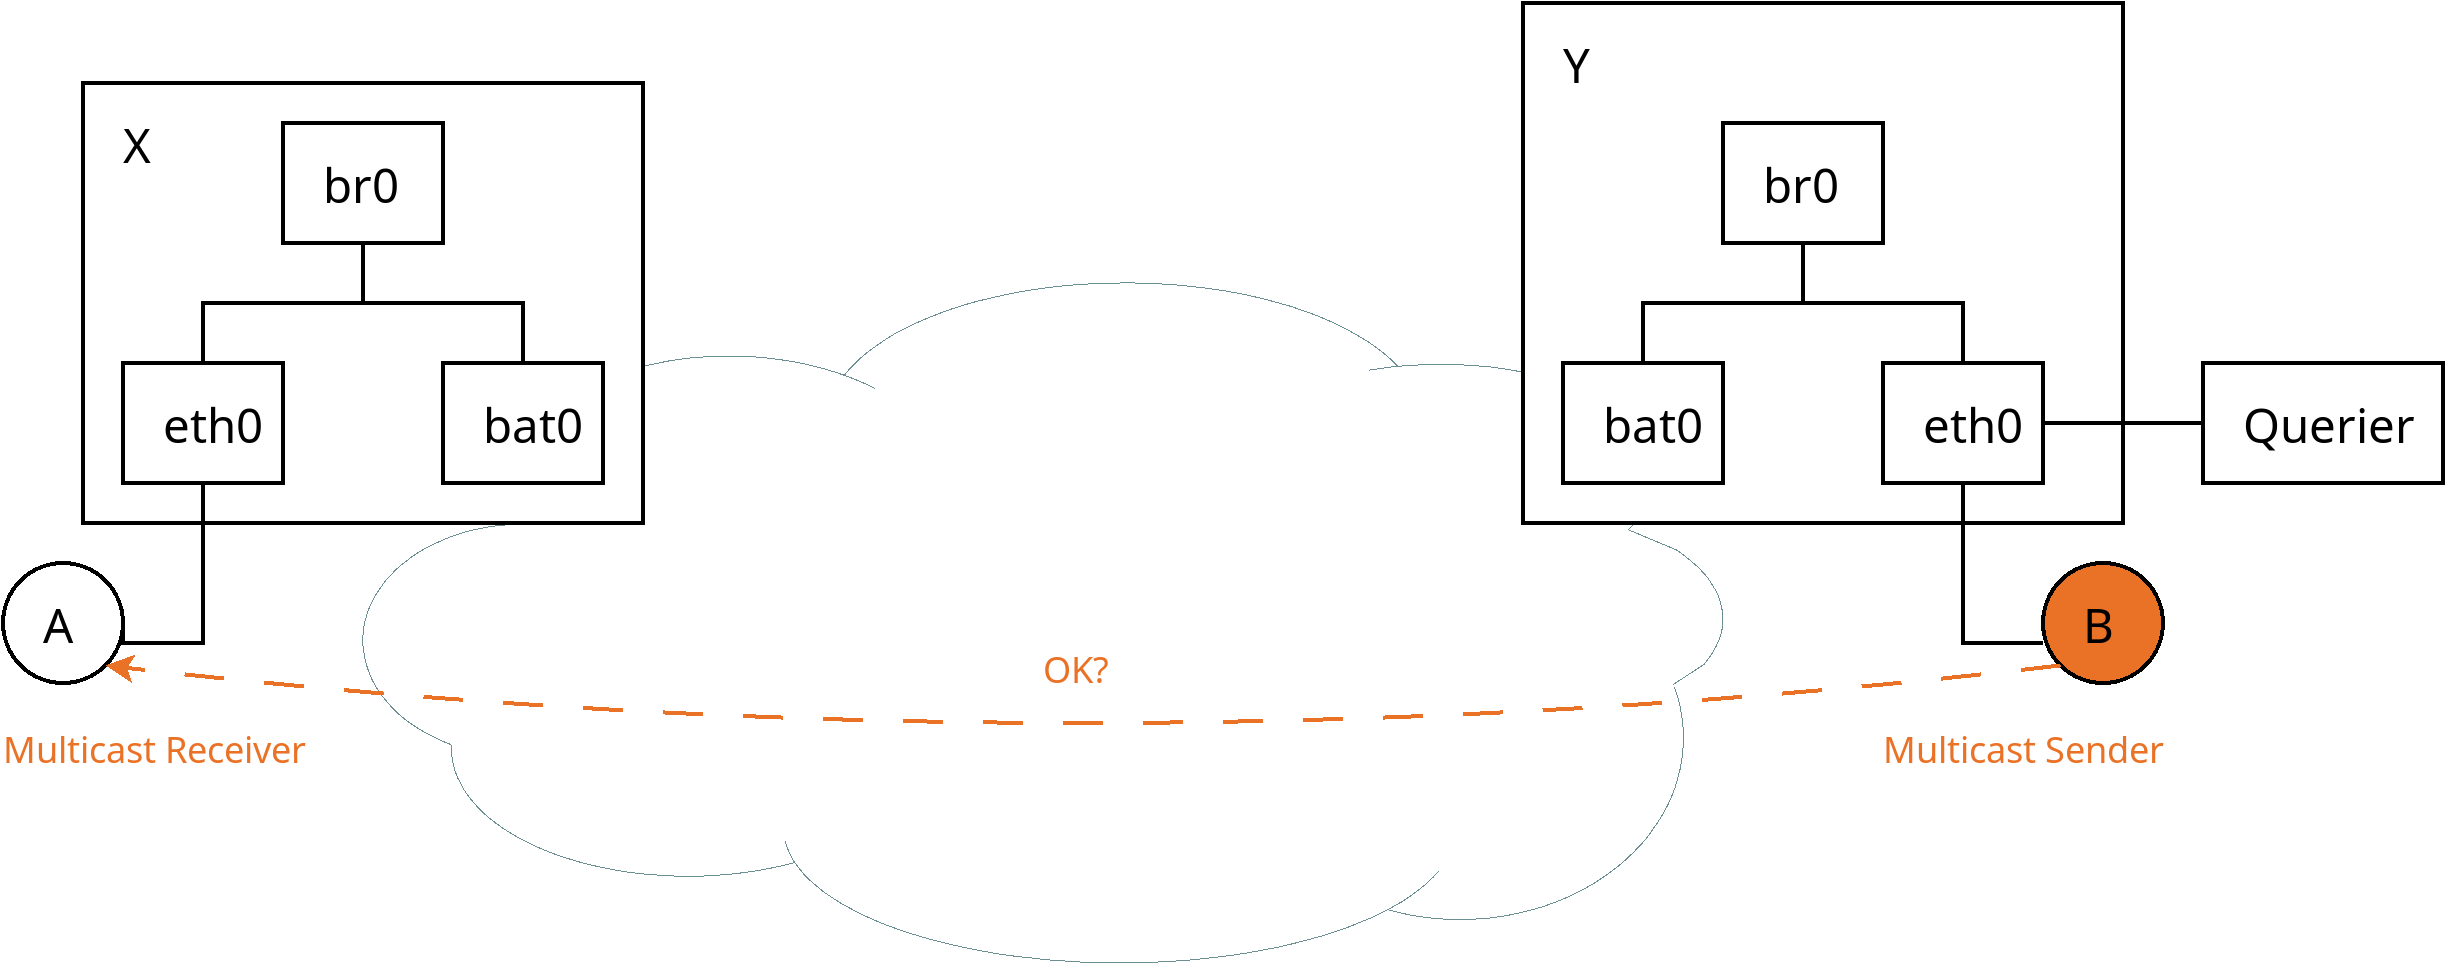 Y
X
br0
br0
eth0
bat0
bat0
eth0
Querier
A
B
OK?
Multicast Receiver
Multicast Sender